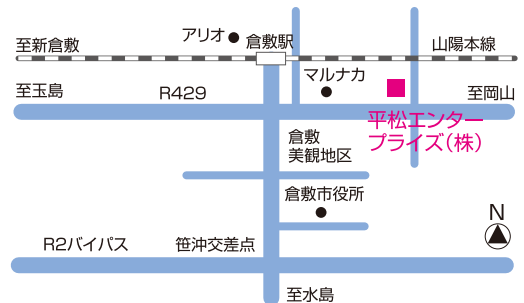 アリオ
倉敷駅
至新倉敷
山陽本線
マルナカ
至玉島
R429
至岡山
平松エンター
プライズ(株)
倉敷
美観地区
倉敷市役所
N
R2バイパス
笹沖交差点
至水島